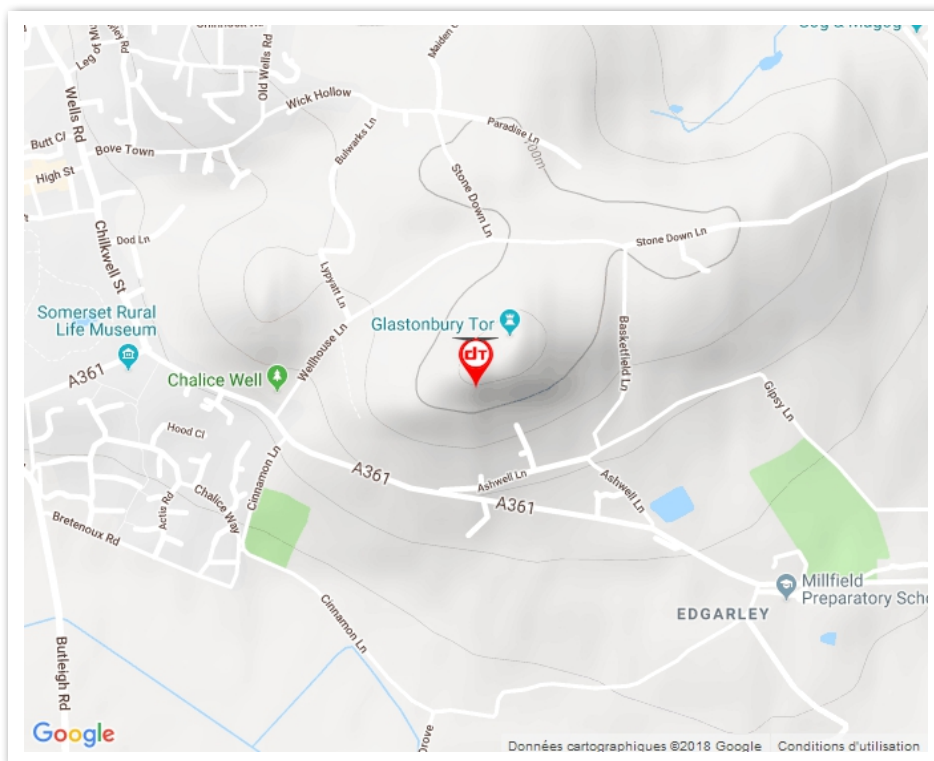 Gog & Magog
Maiden
Leg of
Wells Rd
Old Wells Rd
Wick Hollow
Bulwarks Ln
Paradise Ln
100m
Butt Cl
Bove Town
High St
Stone Down Ln
Dod Ln
Chilkwell St
Stone Down Ln
Lypyatt Ln
Somerset Rural
Life Museum
Glastonbury Tor
dT
Wellhouse Ln
Basketfield Ln
A361
Chalice Well
Gipsy Ln
Hood Cl
Cinnamon Ln
A361
Ashwell Ln
A361
Ashwell Ln
Actis Rd
Chalice Way
Bretenoux Rd
Millfield
Preparatory Scho
EDGARLEY
Cinnamon Ln
Butleigh Rd
rove
Google
Données cartographiques ©2018 Google
Conditions d'utilisation